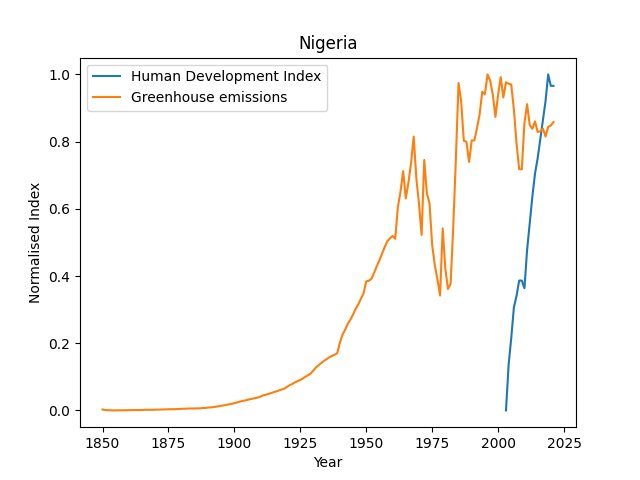 Nigeria
Human Development Index
Greenhouse emissions
1.0
0.8
0.6
0.4
0.2
0.0
Normalised Index
1850 1875 1900 1925 1950 1975 2000 2025
Year